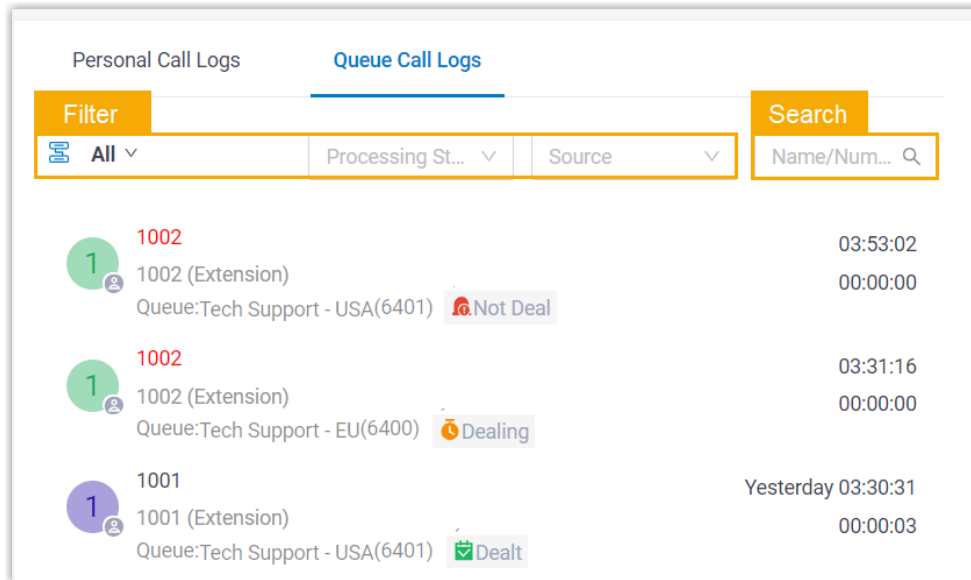 Personal Call Logs Queue Call Logs
Filter Search
All Processing St... Source Name/Num...
1 1002 03:53:02
1002 (Extension) 00:00:00
Queue:Tech Support - USA(6401) Not Deal
1 1002 03:31:16
1002 (Extension) 00:00:00
Queue:Tech Support - EU(6400) Dealing
1 1001 Yesterday 03:30:31
1001 (Extension) 00:00:03
Queue:Tech Support - USA(6401) Dealt